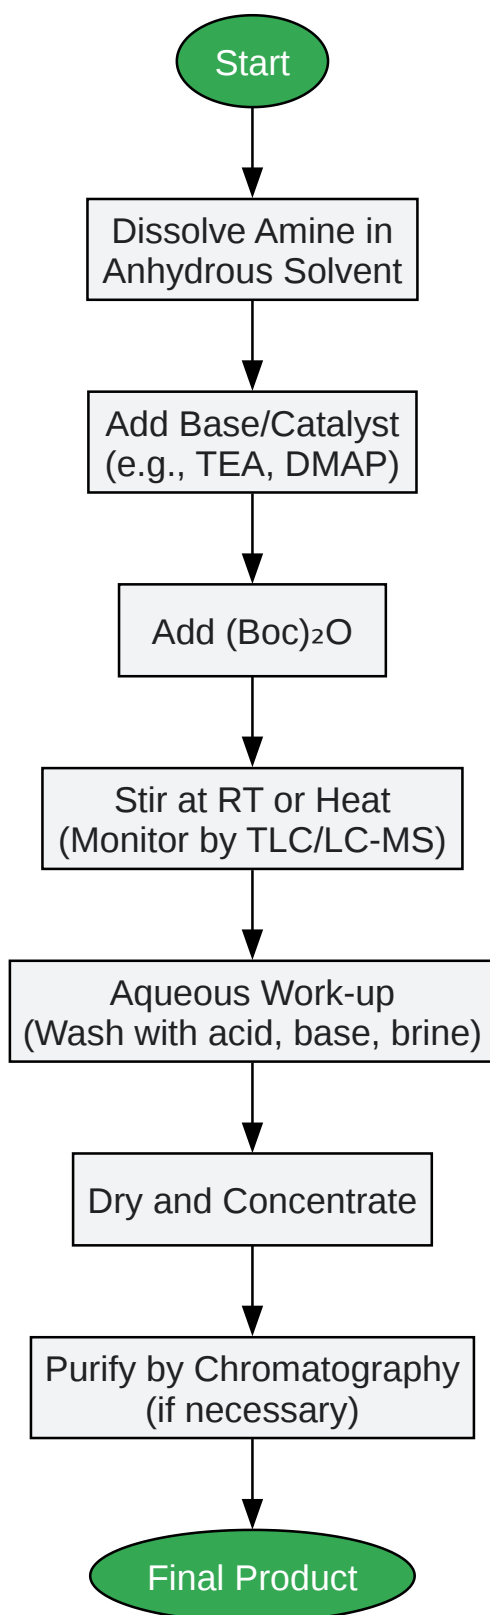 Start
Dissolve Amine in
Anhydrous Solvent
Add Base/Catalyst
(e.g., TEA, DMAP)
Add (Boc)₂O
Stir at RT or Heat
(Monitor by TLC/LC-MS)
Aqueous Work-up
(Wash with acid, base, brine)
Dry and Concentrate
Purify by Chromatography
(if necessary)
Final Product